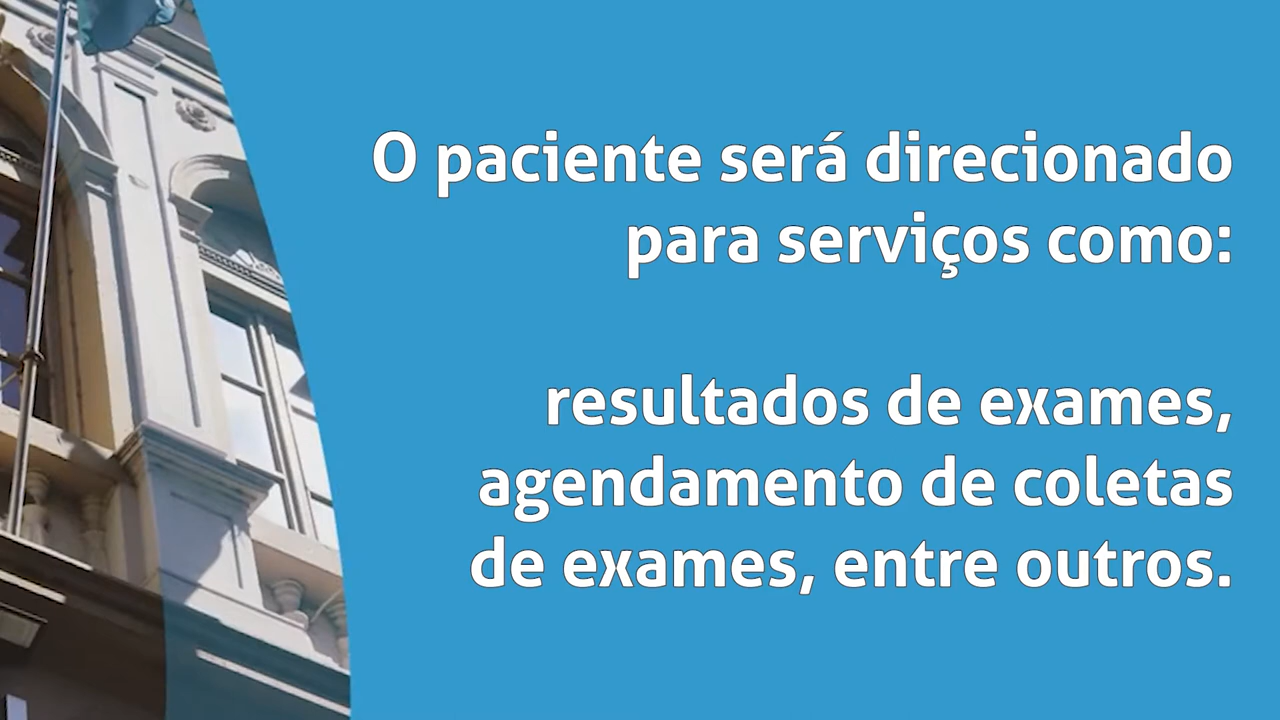 O paciente será direcionado
para serviços como:
resultados de exames,
agendamento de coletas
de exames, entre outros.